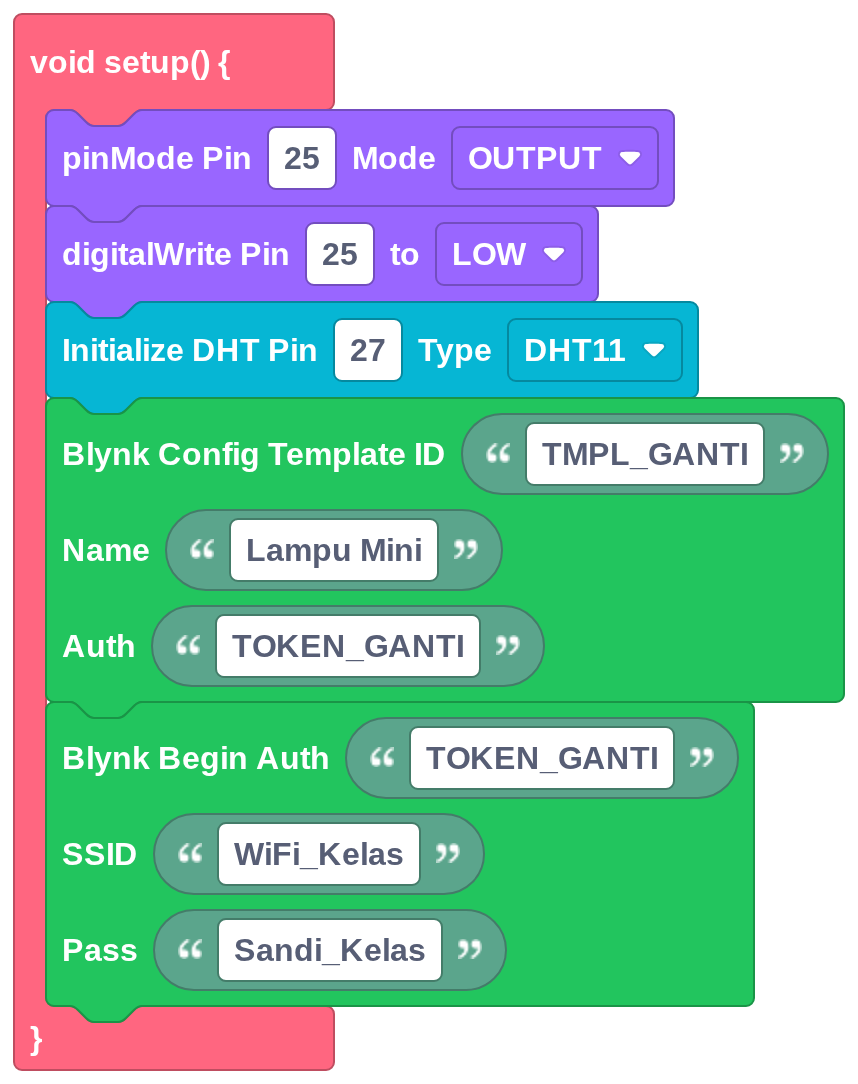 void setup() {
pinMode Pin 25 Mode OUTPUT
digitalWrite Pin 25 to LOW
Initialize DHT Pin 27 Type DHT11
Blynk Config Template ID “ TMPL_GANTI ”
Name “ Lampu Mini ”
Auth “ TOKEN_GANTI ”
Blynk Begin Auth “ TOKEN_GANTI ”
SSID “ WiFi_Kelas ”
Pass “ Sandi_Kelas ”
}